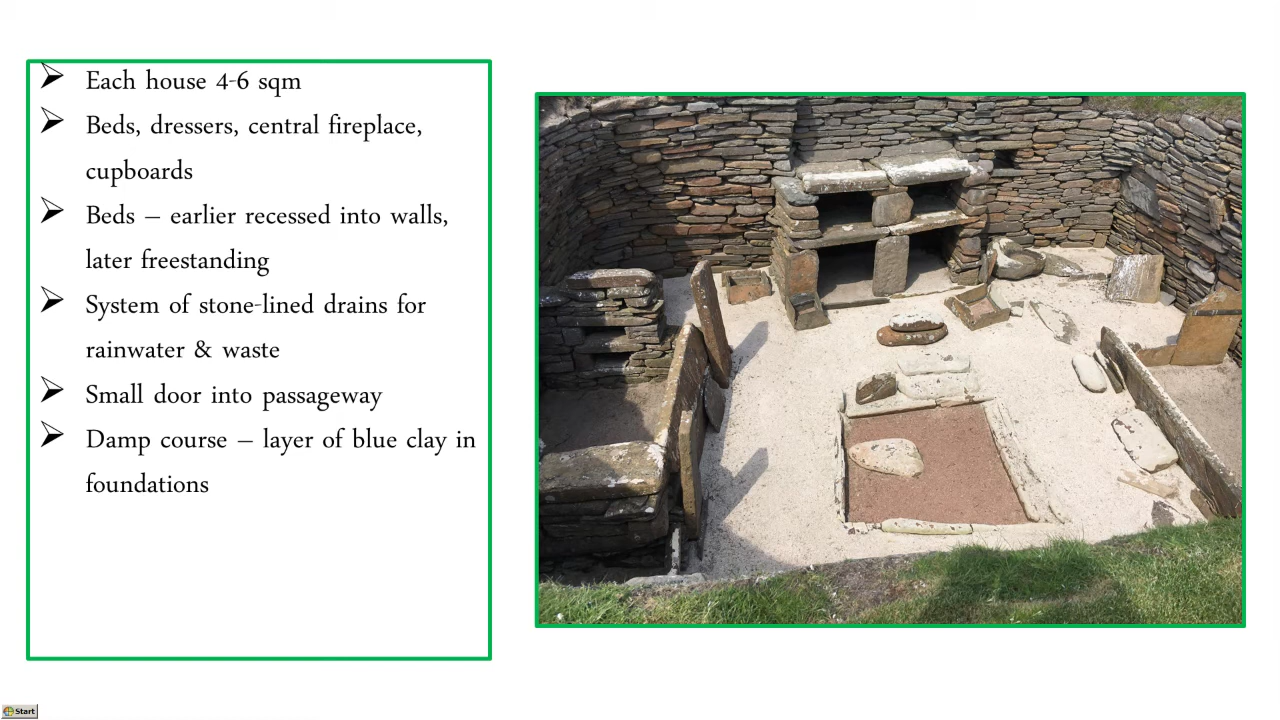 Each house 4-6 sqm
Beds, dressers, central fireplace,
cupboards
Beds – earlier recessed into walls,
later freestanding
System of stone-lined drains for
rainwater & waste
Small door into passageway
Damp course – layer of blue clay in
foundations
Start